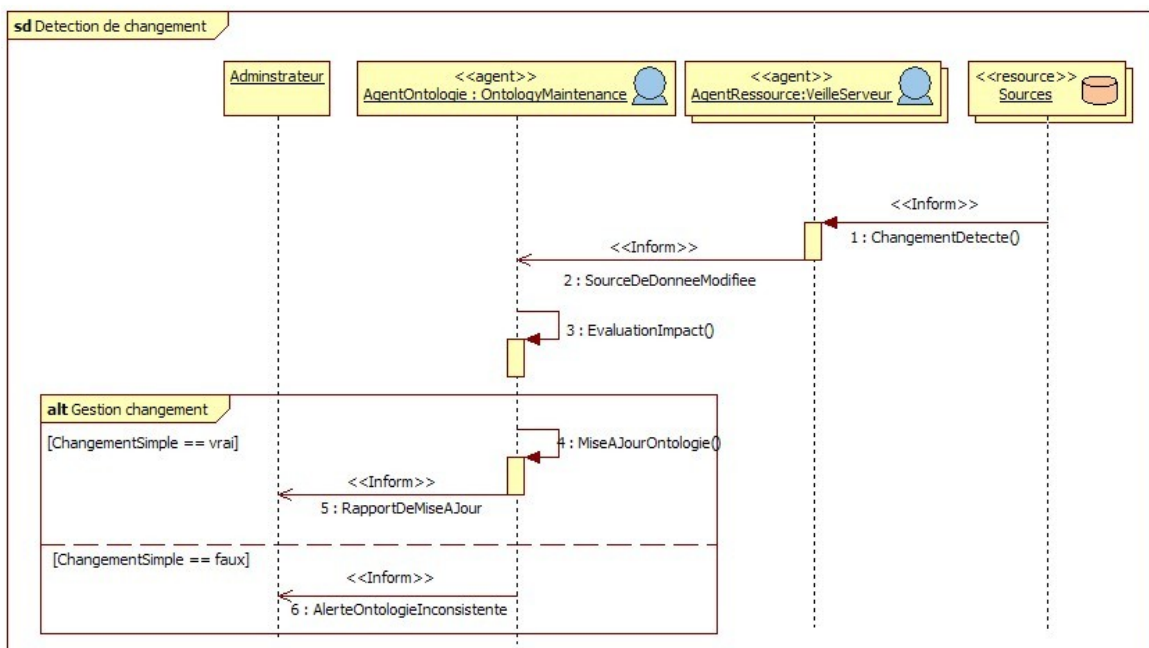 sd Detection de changement
Adminstrateur
<<agent>>
AgentOntologie : OntologyMaintenance
<<agent>>
AgentRessource:VeilleServeur
<<resource>>
Sources
<<Inform>>
1 : ChangementDetecte()
<<Inform>>
2 : SourceDeDonneeModifiee
3 : EvaluationImpact()
alt Gestion changement
[ChangementSimple == vrai]
4 : MiseAJourOntologie()
<<Inform>>
5 : RapportDeMiseAJour
[ChangementSimple == faux]
<<Inform>>
6 : AlerteOntologieInconsistente